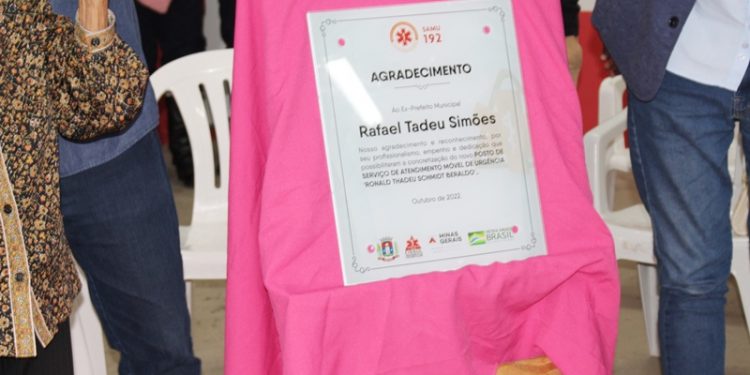 SAMU
192
AGRADECIMENTO
Ao Ex-Prefeito Municipal
Rafael Tadeu Simões
Nosso agradecimento e reconhecimento, por
seu profissionalismo, empenho e dedicação que
possibilitaram a concretização do novo POSTO DE
SERVIÇO DE ATENDIMENTO MÓVEL DE URGÊNCIA
'RONALD THADEU SCHMIDT BERALDO'.
Outubro de 2022.
MINAS
GERAIS
BRASIL